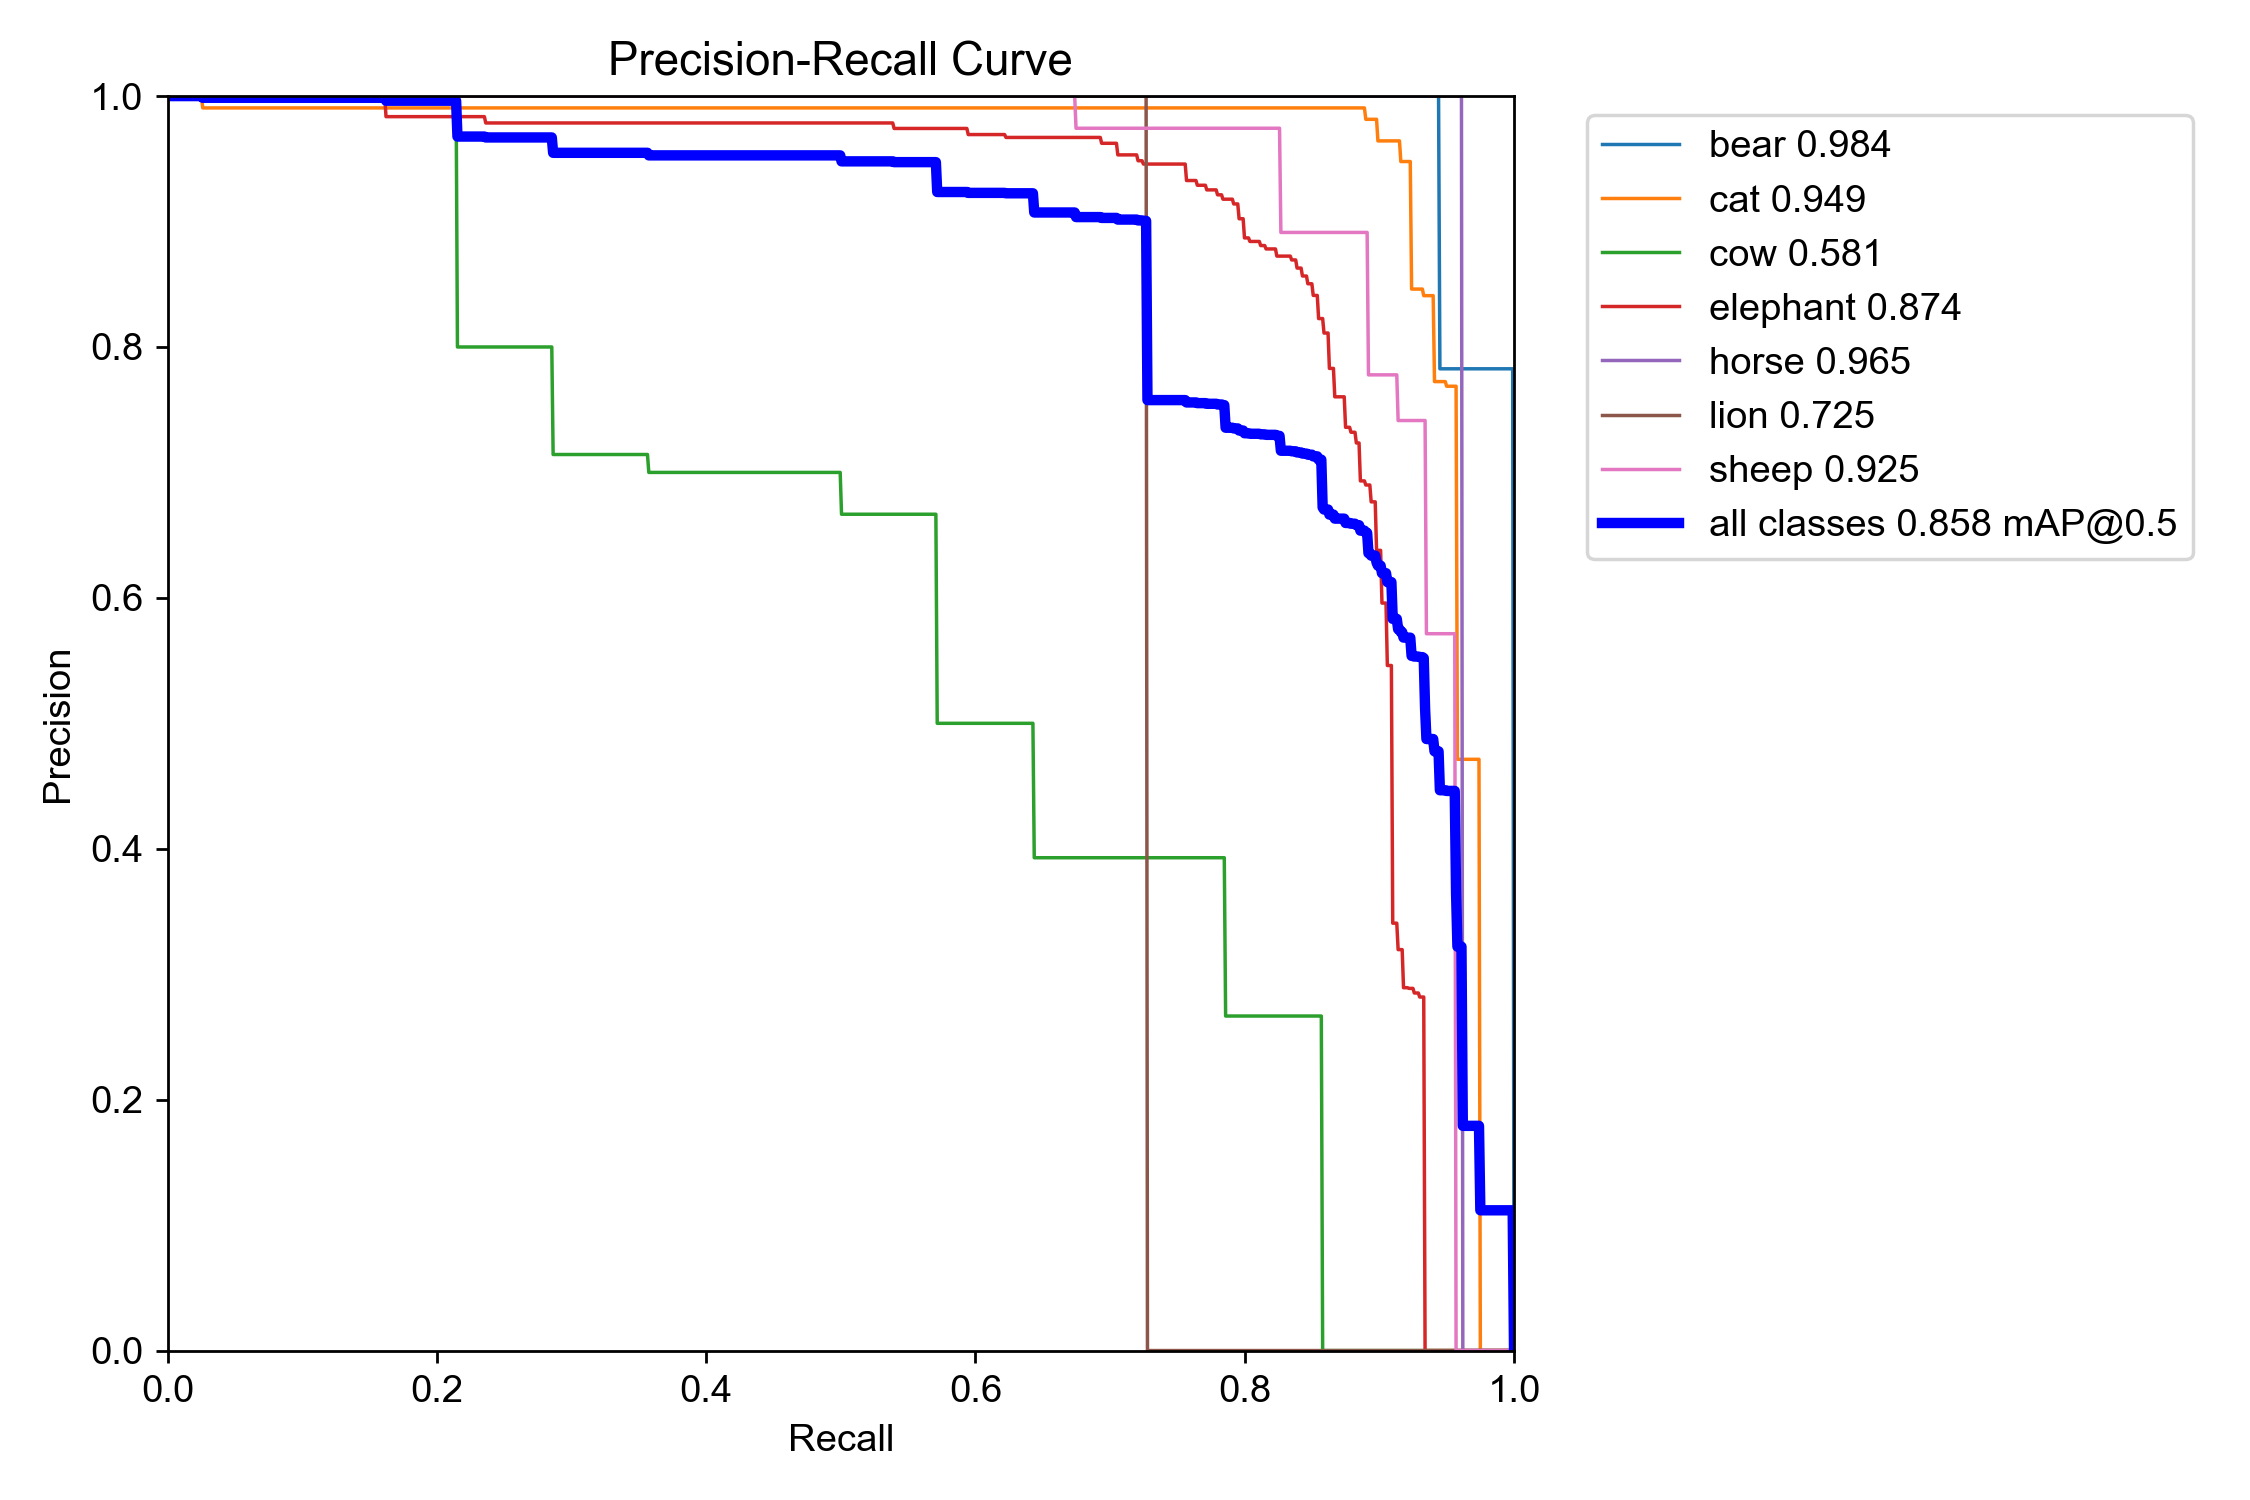 Precision-Recall Curve
1.0
0.8
0.6
0.4
0.2
0.0
Precision
0.0 0.2 0.4 0.6 0.8 1.0
Recall
bear 0.984
cat 0.949
cow 0.581
elephant 0.874
horse 0.965
lion 0.725
sheep 0.925
all classes 0.858 mAP@0.5